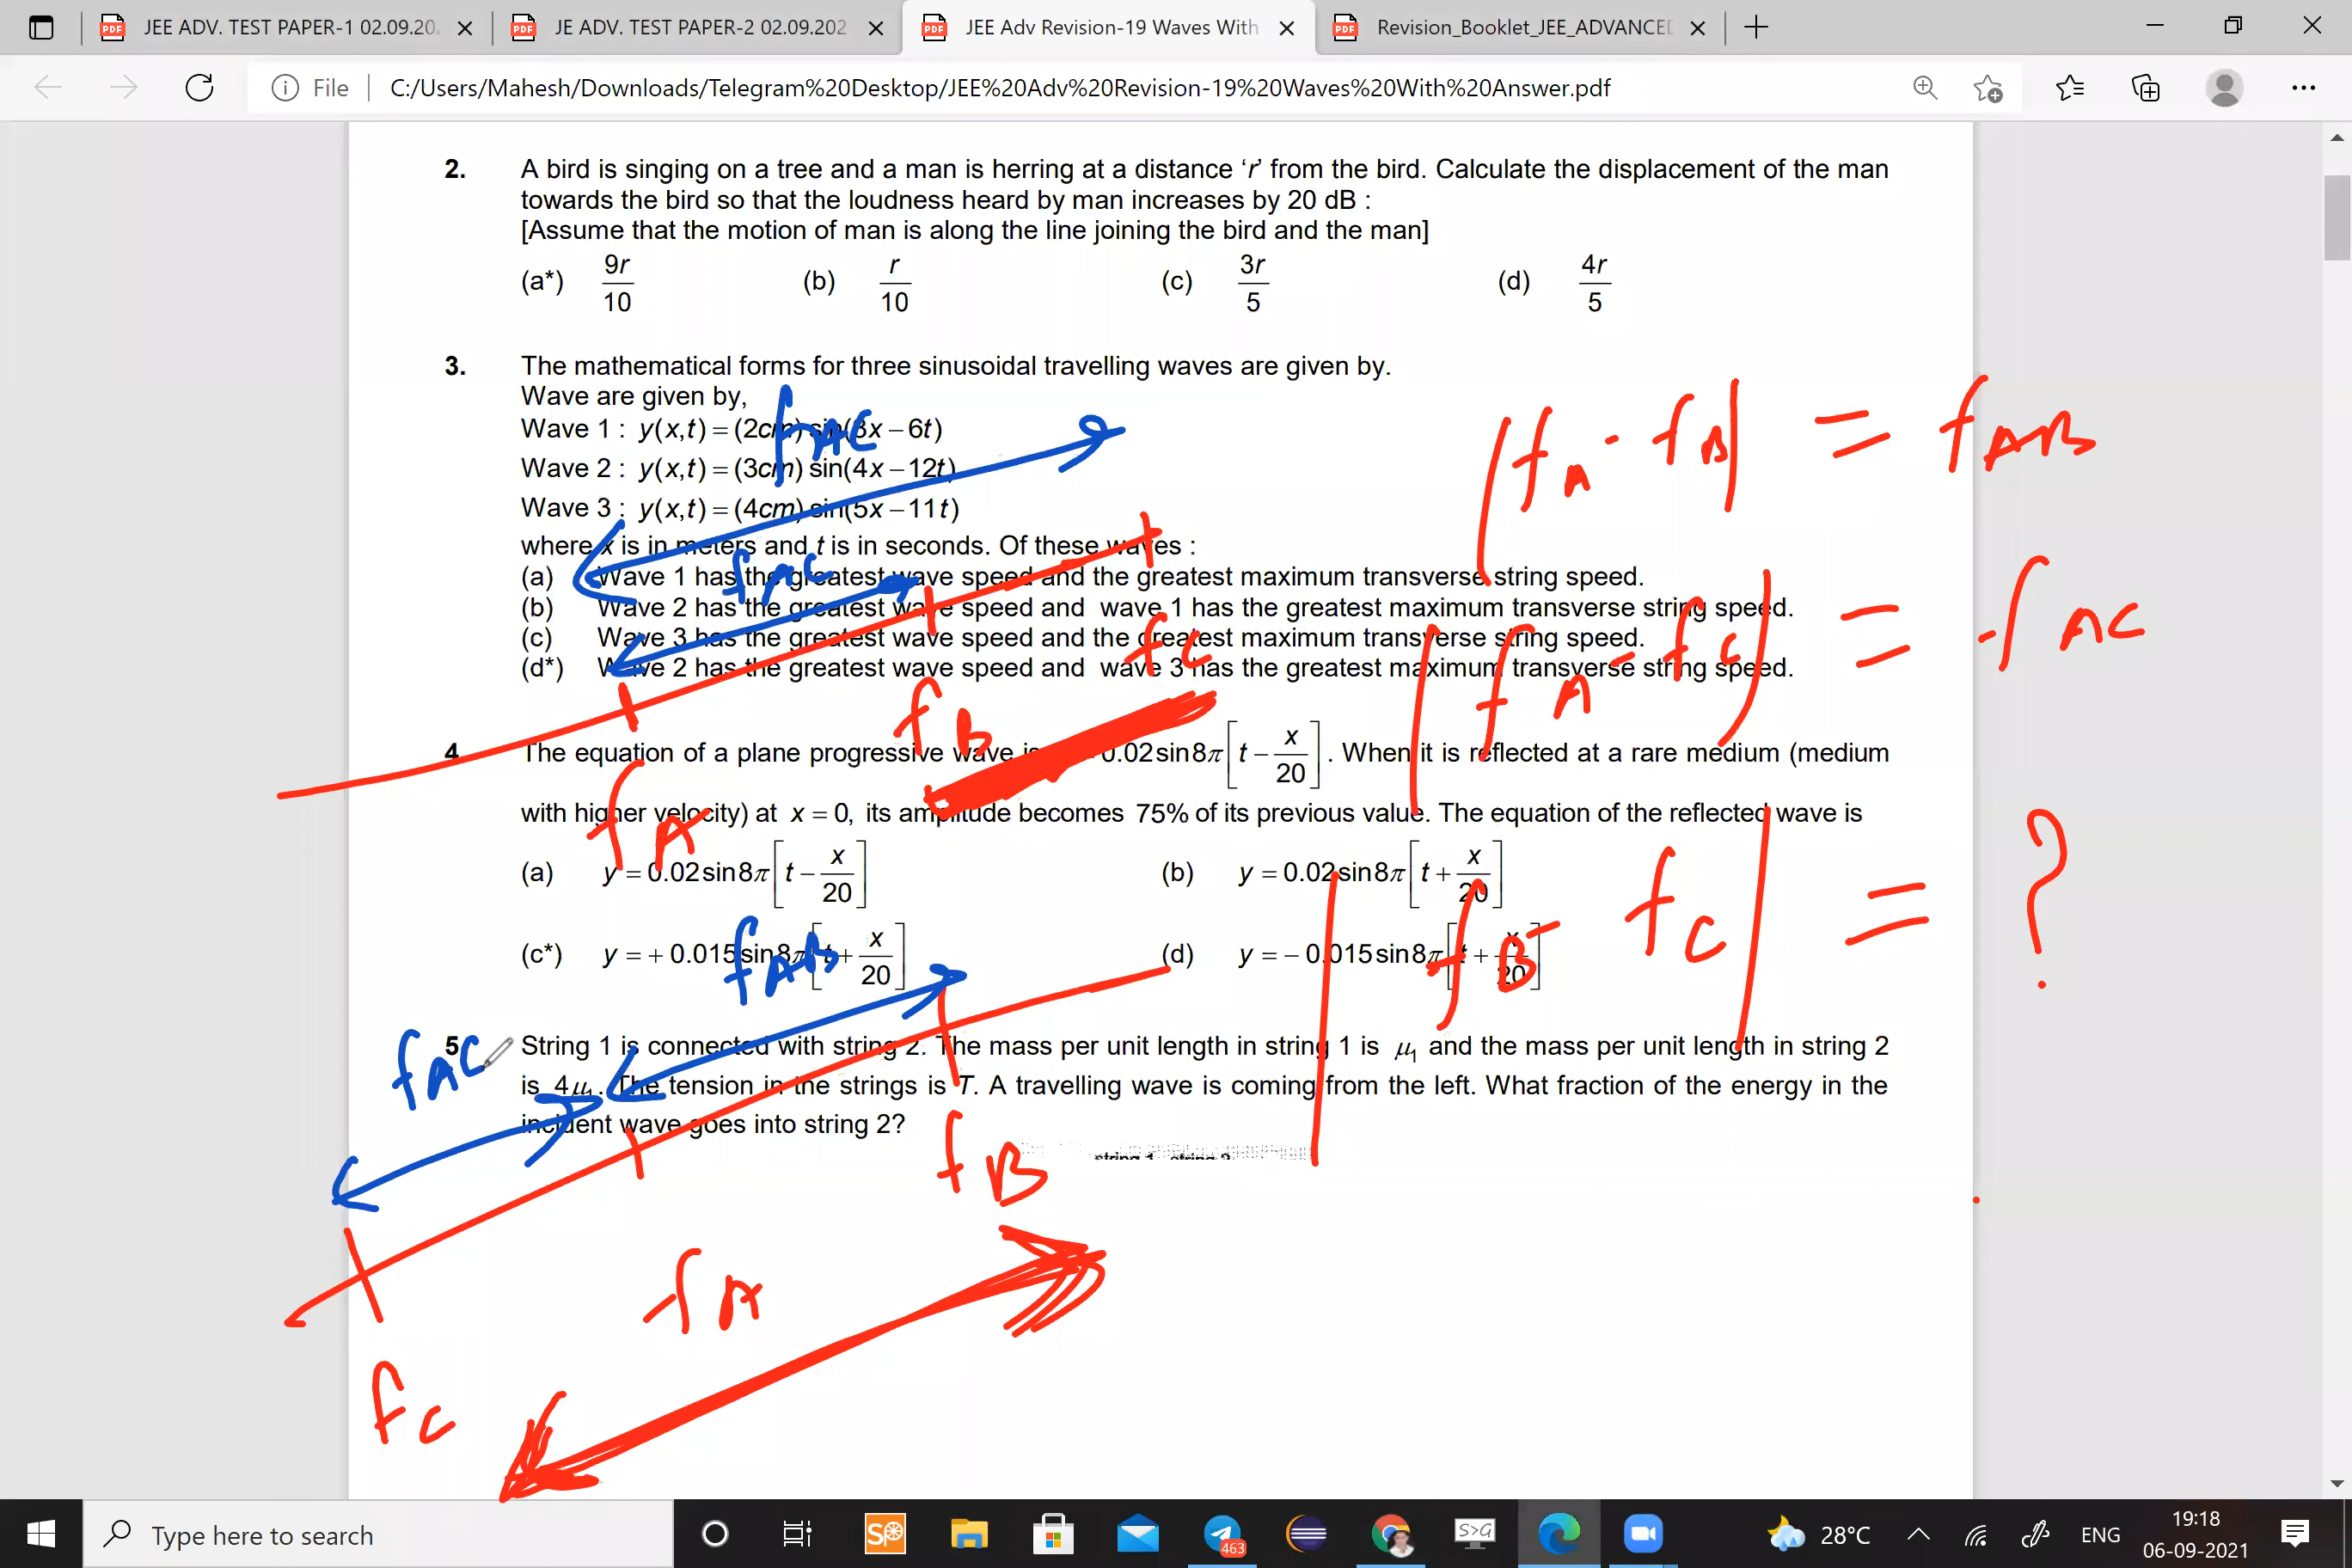 JEE ADV. TEST PAPER-1 02.09.20
JE ADV. TEST PAPER-2 02.09.202
JEE Adv Revision-19 Waves With
Revision_Booklet_JEE_ADVANCED
File
C:/Users/Mahesh/Downloads/Telegram%20Desktop/JEE%20Adv%20Revision-19%20Waves%20With%20Answer.pdf
2. A bird is singing on a tree and a man is herring at a distance ‘r’ from the bird. Calculate the displacement of the man
towards the bird so that the loudness heard by man increases by 20 dB :
[Assume that the motion of man is along the line joining the bird and the man]
(a*) 9r/10 (b) r/10 (c) 3r/5 (d) 4r/5
3. The mathematical forms for three sinusoidal travelling waves are given by.
Wave are given by,
Wave 1 : y(x,t) = (2cm) sin(3x – 6t)
Wave 2 : y(x,t) = (3cm) sin(4x – 12t)
Wave 3 : y(x,t) = (4cm) sin(5x – 11t)
where x is in meters and t is in seconds. Of these waves :
(a) Wave 1 has the greatest wave speed and the greatest maximum transverse string speed.
(b) Wave 2 has the greatest wave speed and wave 1 has the greatest maximum transverse string speed.
(c) Wave 3 has the greatest wave speed and the greatest maximum transverse string speed.
(d*) Wave 2 has the greatest wave speed and wave 3 has the greatest maximum transverse string speed.
4 The equation of a plane progressive wave is 0.02 sin 8π [t – x/20]. When it is reflected at a rare medium (medium
with higher velocity) at x = 0, its amplitude becomes 75% of its previous value. The equation of the reflected wave is
(a) y = 0.02 sin 8π [t – x/20] (b) y = 0.02 sin 8π [t + x/20]
(c*) y = + 0.015 sin 8π [t + x/20] (d) y = – 0.015 sin 8π [t + x/20]
5 String 1 is connected with string 2. The mass per unit length in string 1 is μ₁ and the mass per unit length in string 2
is 4μ₁. The tension in the strings is T. A travelling wave is coming from the left. What fraction of the energy in the
incident wave goes into string 2?
string 1 string 2
fAC
fAC
fA
fB
fC
|fA - fB| = fAB
|fA - fC| = fAC
|fB - fC| = ?
fAB
fAC
fB
fA
fC
Type here to search
463
S>G
28°C
ENG
19:18
06-09-2021